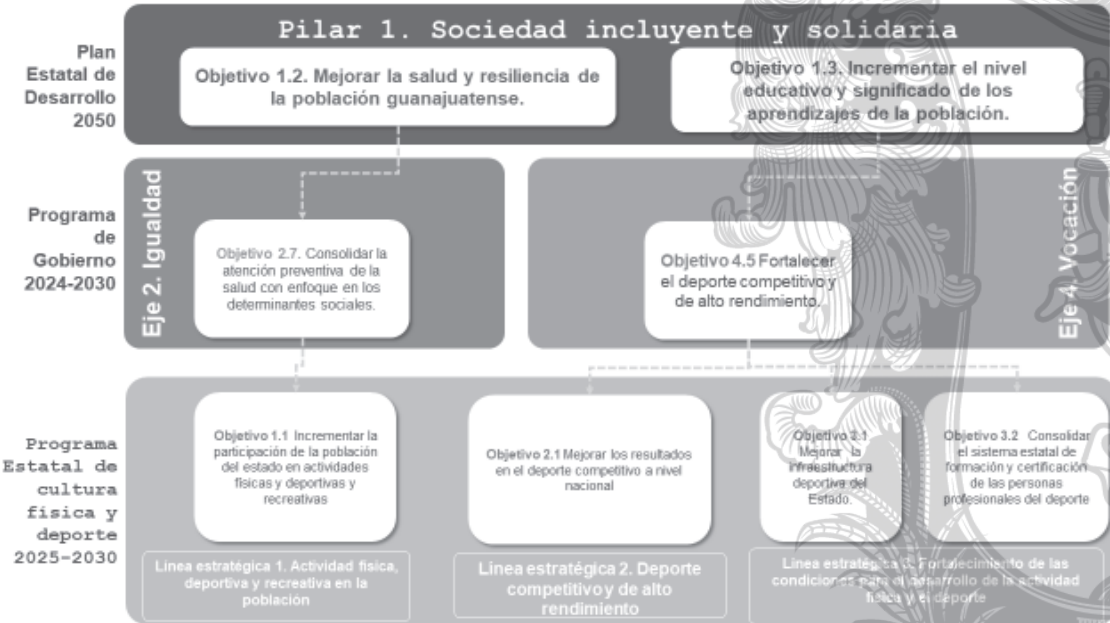 Pilar 1. Sociedad incluyente y solidaria
Plan
Estatal de
Desarrollo
2050
Objetivo 1.2. Mejorar la salud y resiliencia de
la población guanajuatense.
Objetivo 1.3. Incrementar el nivel
educativo y significado de los
aprendizajes de la población.
Programa
de
Gobierno
2024-2030
Eje 2. Igualdad
Objetivo 2.7. Consolidar la
atención preventiva de la
salud con enfoque en los
determinantes sociales.
Objetivo 4.5 Fortalecer
el deporte competitivo y
de alto rendimiento.
Eje 4. Vocación
Programa
Estatal de
cultura
física y
deporte
2025-2030
Objetivo 1.1 Incrementar la
participación de la población
del estado en actividades
físicas y deportivas y
recreativas
Objetivo 2.1 Mejorar los resultados
en el deporte competitivo a nivel
nacional
Objetivo 3.1
Mejorar la
infraestructura
deportiva del
Estado.
Objetivo 3.2 Consolidar
el sistema estatal de
formación y certificación
de las personas
profesionales del deporte
Línea estratégica 1. Actividad física,
deportiva y recreativa en la
población
Línea estratégica 2. Deporte
competitivo y de alto
rendimiento
Línea estratégica 3. Fortalecimiento de las
condiciones para el desarrollo de la actividad
física y el deporte